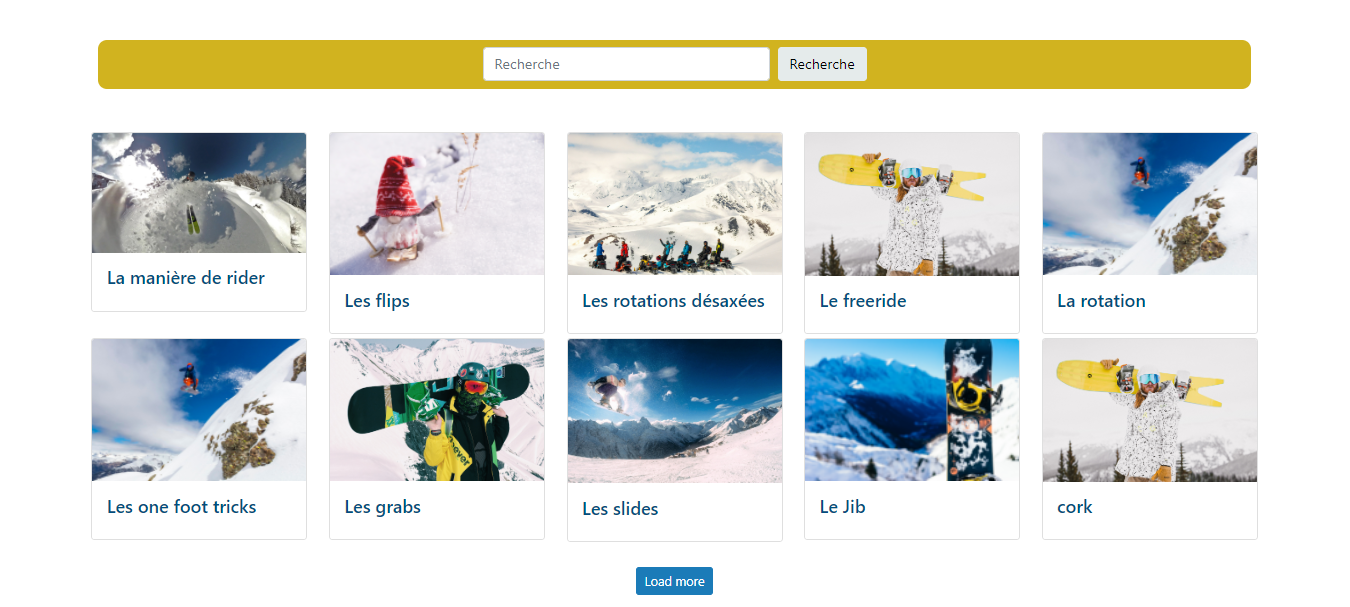 Recherche Recherche
La manière de rider
Les flips
Les rotations désaxées
Le freeride
La rotation
Les one foot tricks
Les grabs
Les slides
Le Jib
cork
Load more